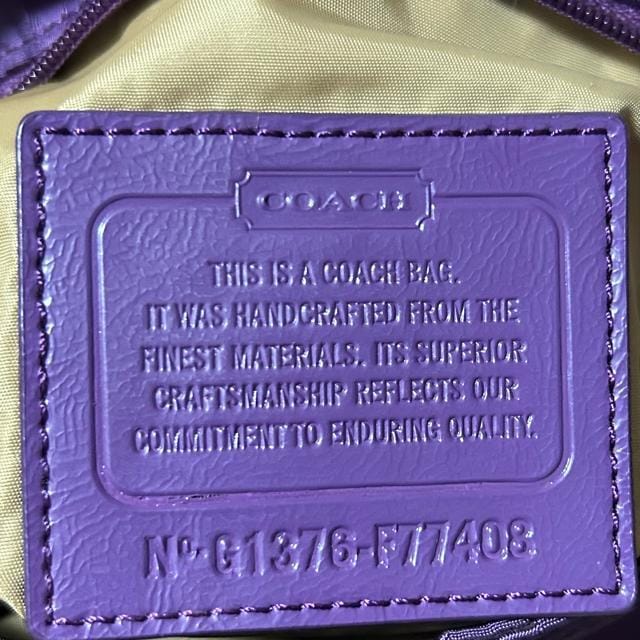 COACH
THIS IS A COACH BAG.
IT WAS HANDCRAFTED FROM THE
FINEST MATERIALS. ITS SUPERIOR
CRAFTSMANSHIP REFLECTS OUR
COMMITMENT TO ENDURING QUALITY.
Nº G1376-F77408